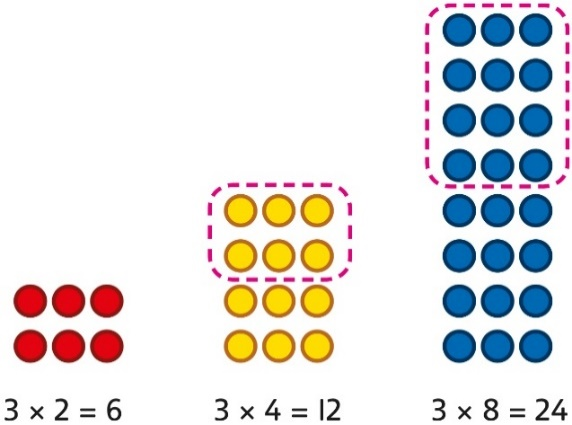 3 × 2 = 6
3 × 4 = 12
3 × 8 = 24